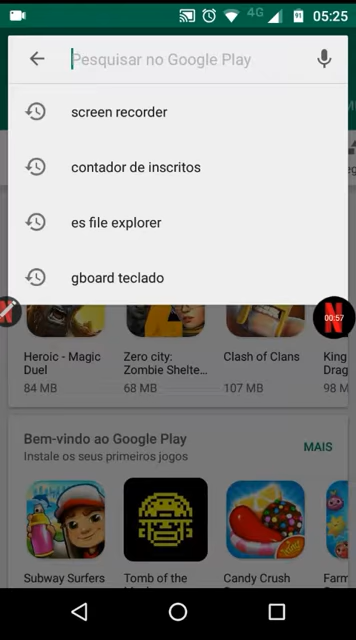 4G 91 05:25
Pesquisar no Google Play
screen recorder
contador de inscritos
es file explorer
gboard teclado
00:57
Heroic - Magic Duel
84 MB
Zero city: Zombie Shelte...
68 MB
Clash of Clans
107 MB
King
Drag
98 M
Bem-vindo ao Google Play
MAIS
Instale os seus primeiros jogos
Subway Surfers
Tomb of the
Candy Crush
Farm